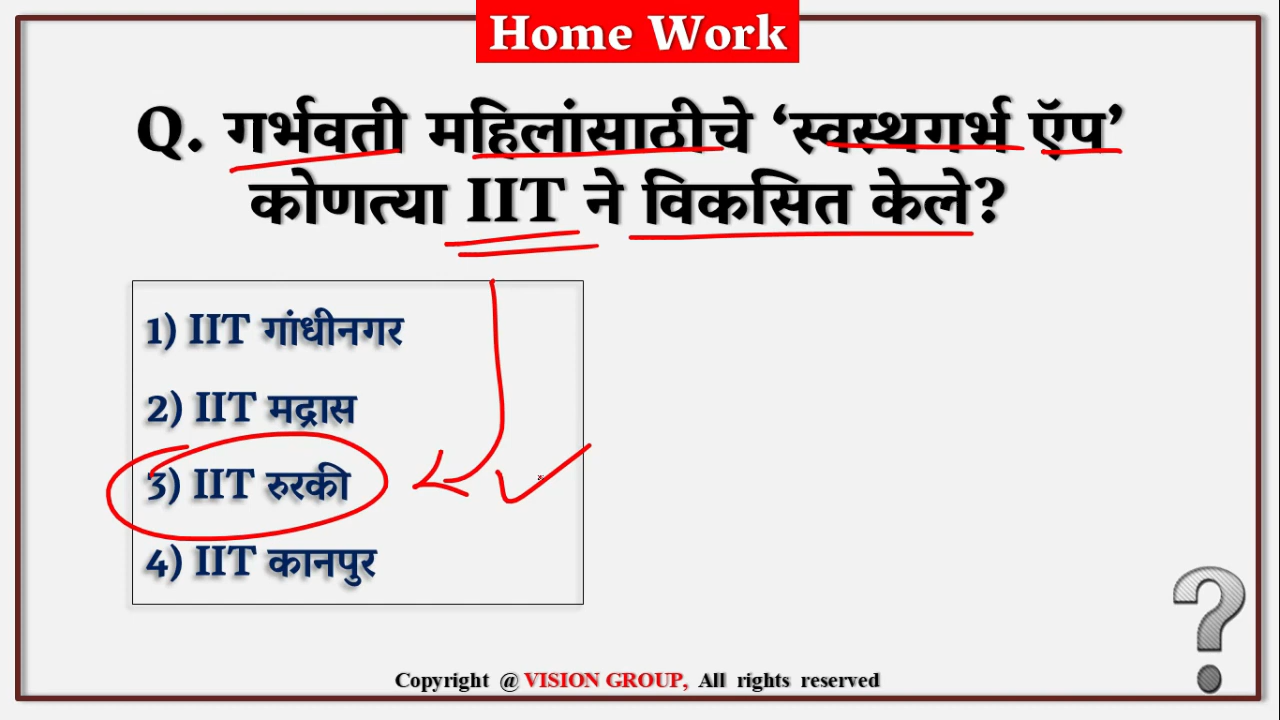 Home Work
Q. गर्भवती महिलांसाठीचे ‘स्वस्थगर्भ ऍप’
कोणत्या IIT ने विकसित केले?
1) IIT गांधीनगर
2) IIT मद्रास
3) IIT रुरकी
4) IIT कानपुर
?
Copyright @ VISION GROUP, All rights reserved